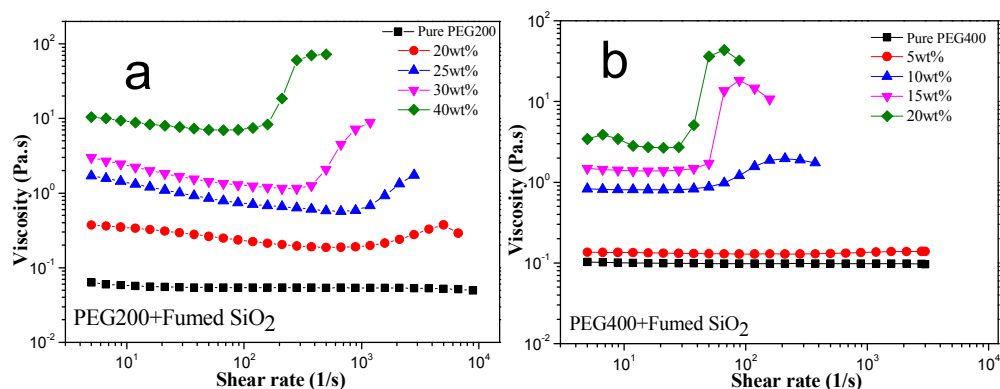 a
Pure PEG200
20wt%
25wt%
30wt%
40wt%
10²
10¹
10⁰
10⁻¹
10⁻²
Viscosity (Pa.s)
PEG200+Fumed SiO₂
10¹
10²
10³
10⁴
Shear rate (1/s)
b
Pure PEG400
5wt%
10wt%
15wt%
20wt%
10²
10¹
10⁰
10⁻¹
10⁻²
Viscosity (Pa.s)
PEG400+Fumed SiO₂
10¹
10²
10³
10⁴
Shear rate (1/s)